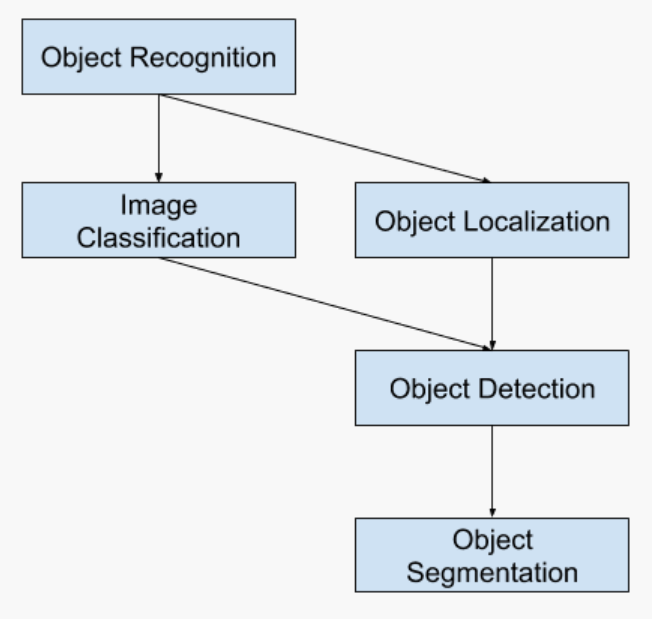 Object Recognition
Image
Classification
Object Localization
Object Detection
Object
Segmentation